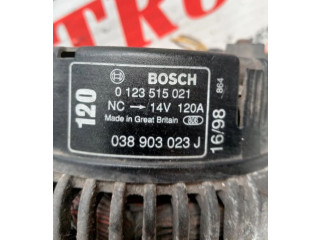 TRO
BOSCH
0 123 515 021
NC → 14V 120A
Made in Great Britain
038 903 023 J
120
16/98
864